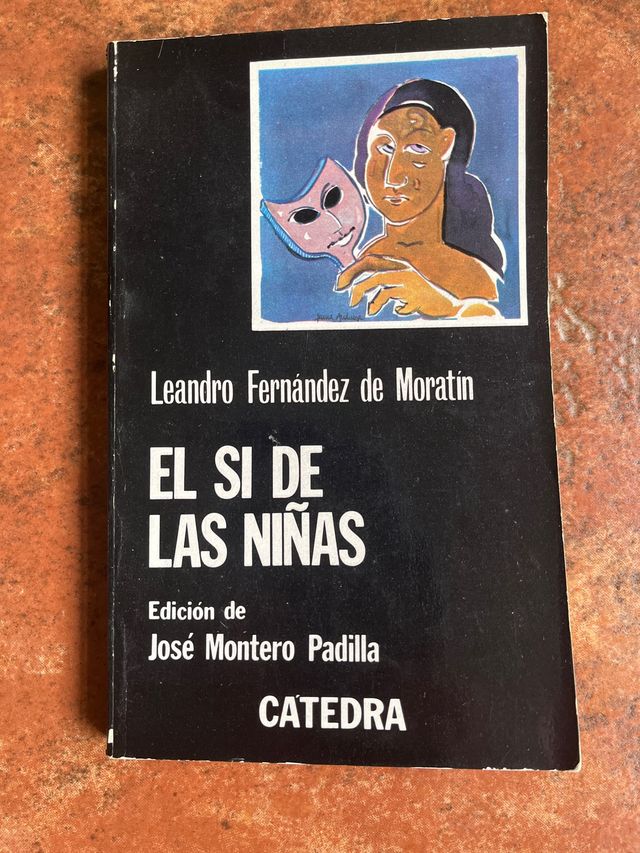 Leandro Fernández de Moratín
EL SI DE
LAS NIÑAS
Edición de
José Montero Padilla
CATEDRA